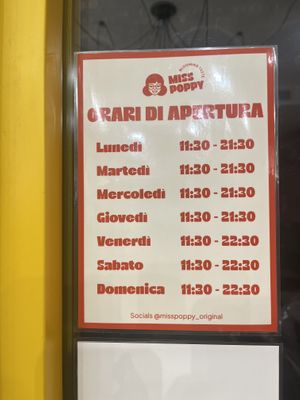 MISS
POPPY
ORARI DI APERTURA
Lunedì 11:30 - 21:30
Martedì 11:30 - 21:30
Mercoledì 11:30 - 21:30
Giovedì 11:30 - 21:30
Venerdì 11:30 - 22:30
Sabato 11:30 - 22:30
Domenica 11:30 - 22:30
Socials @misspoppy_original